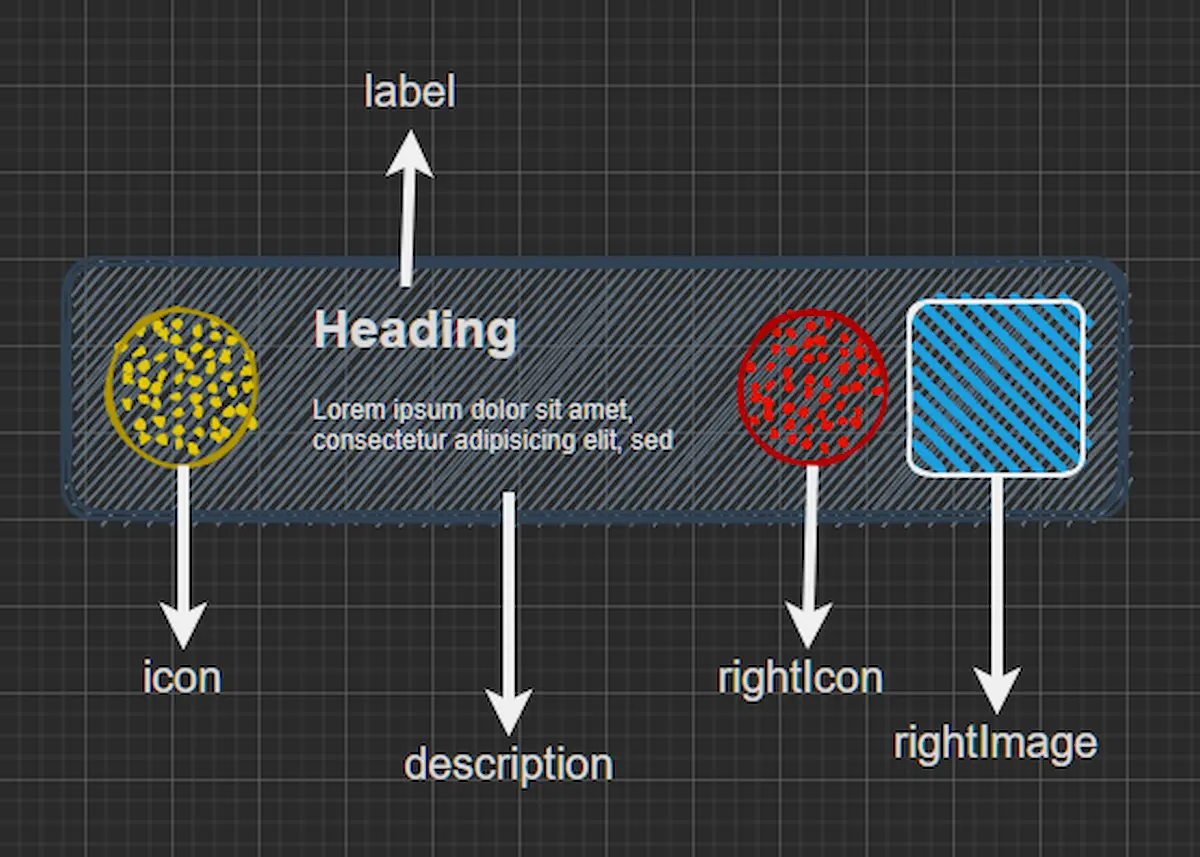 label
Heading
Lorem ipsum dolor sit amet,
consectetur adipisicing elit, sed
icon
rightIcon
rightImage
description